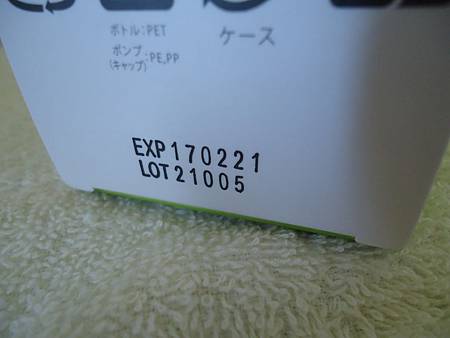 ボトル:PET
ポンプ:PE,PP
(キャップ)
ケース
EXP170221
LOT21005